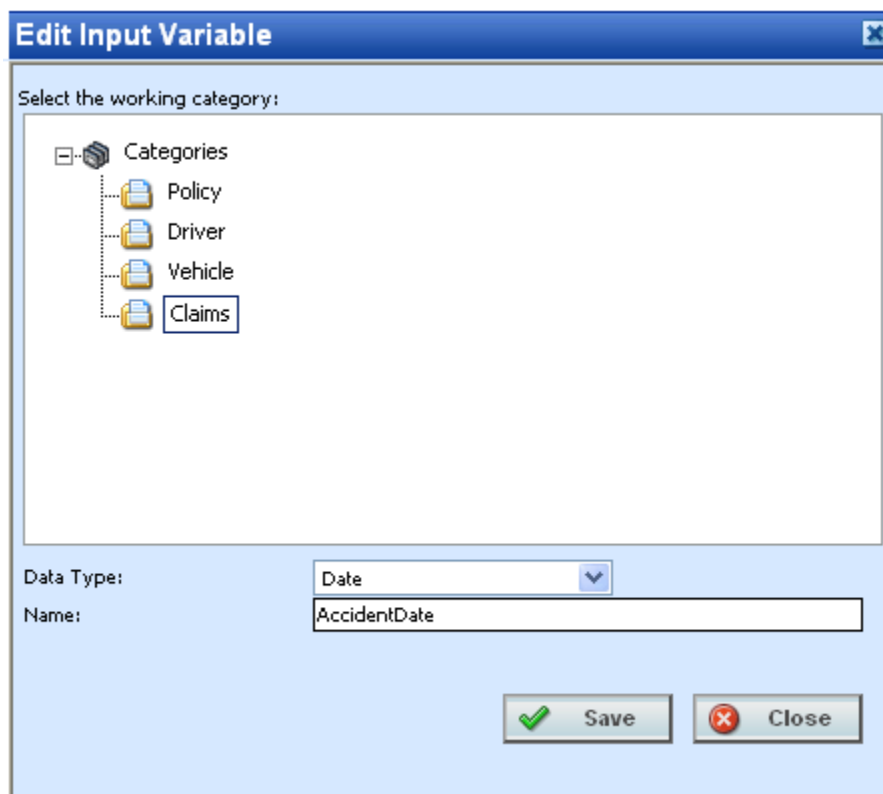 Edit Input Variable
Select the working category:
Categories
Policy
Driver
Vehicle
Claims
Data Type: Date
Name: AccidentDate
Save Close